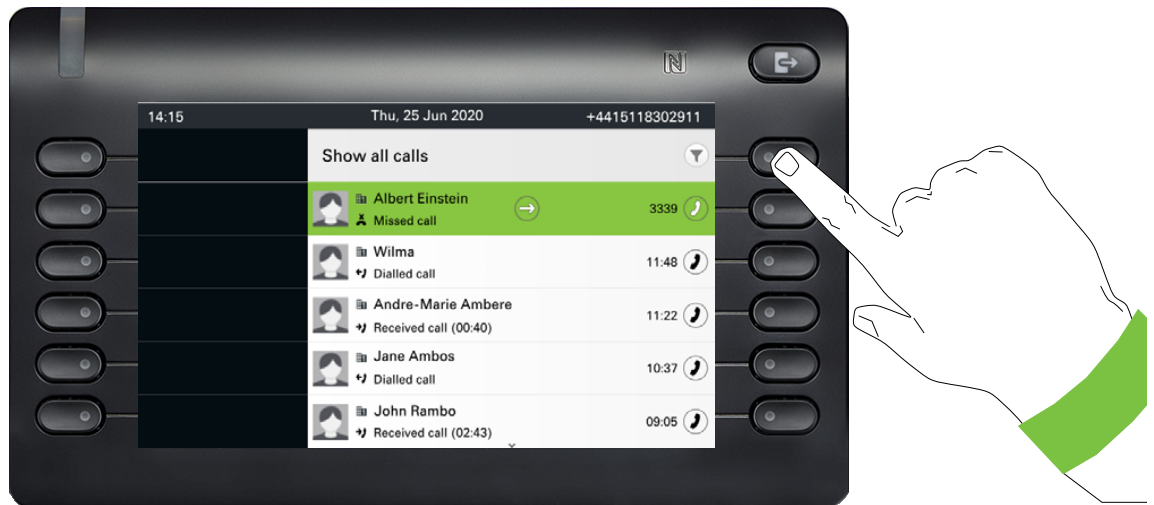 14:15 Thu, 25 Jun 2020 +4415118302911
Show all calls
Albert Einstein
Missed call
3339
Wilma
Dialled call
11:48
Andre-Marie Ambere
Received call (00:40)
11:22
Jane Ambos
Dialled call
10:37
John Rambo
Received call (02:43)
09:05